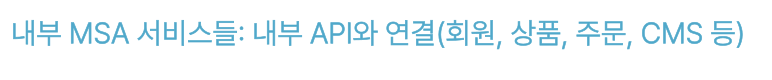 내부 MSA 서비스들: 내부 API와 연결(회원, 상품, 주문, CMS 등)